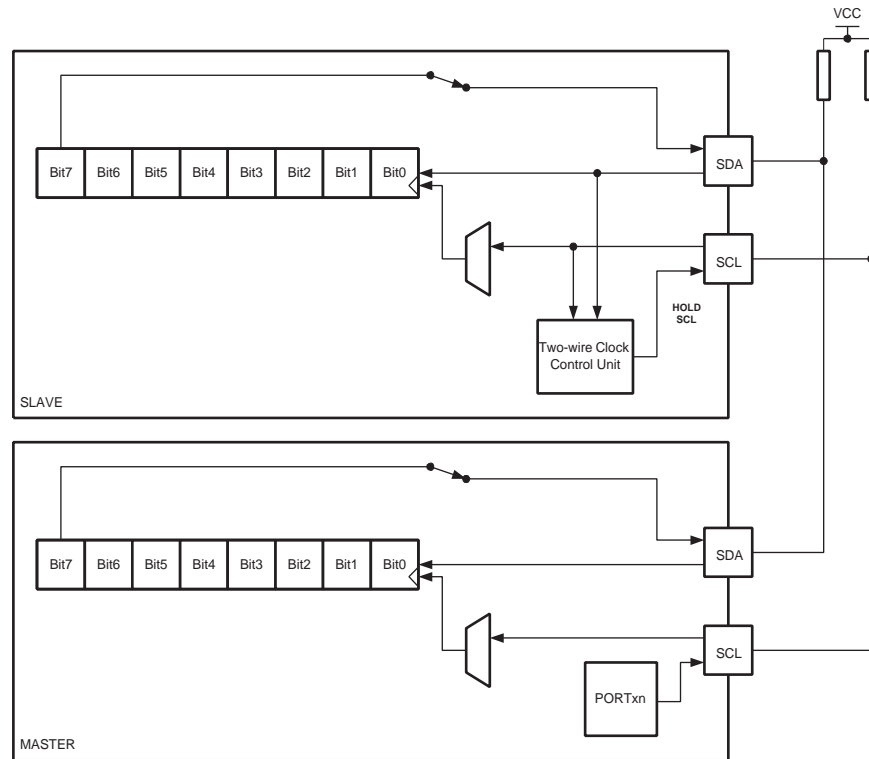 VCC
Bit7 Bit6 Bit5 Bit4 Bit3 Bit2 Bit1 Bit0
SDA
SCL
HOLD
SCL
Two-wire Clock
Control Unit
SLAVE
Bit7 Bit6 Bit5 Bit4 Bit3 Bit2 Bit1 Bit0
SDA
SCL
PORTxn
MASTER